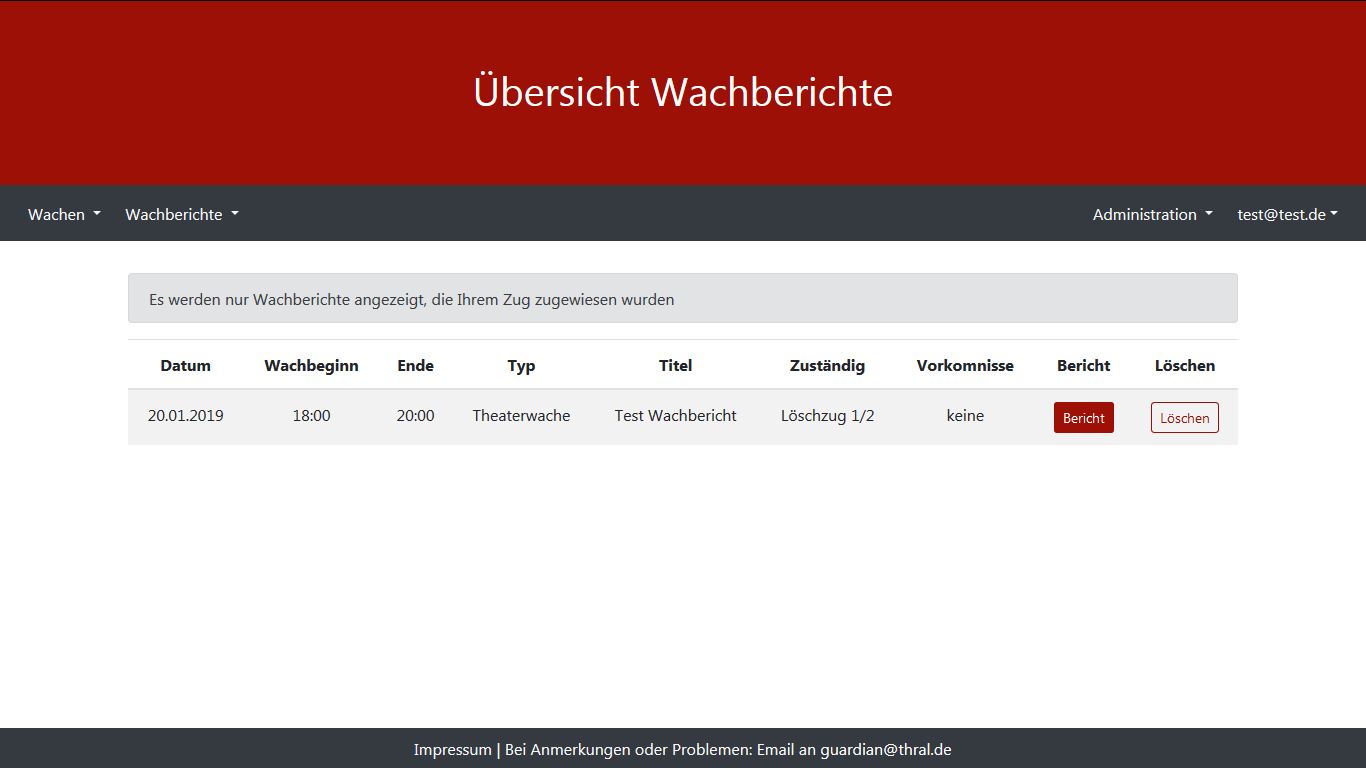 Übersicht Wachberichte
Wachen Wachberichte Administration test@test.de
Es werden nur Wachberichte angezeigt, die Ihrem Zug zugewiesen wurden
Datum Wachbeginn Ende Typ Titel Zuständig Vorkomnisse Bericht Löschen
20.01.2019 18:00 20:00 Theaterwache Test Wachbericht Löschzug 1/2 keine Bericht Löschen
Impressum | Bei Anmerkungen oder Problemen: Email an guardian@thral.de